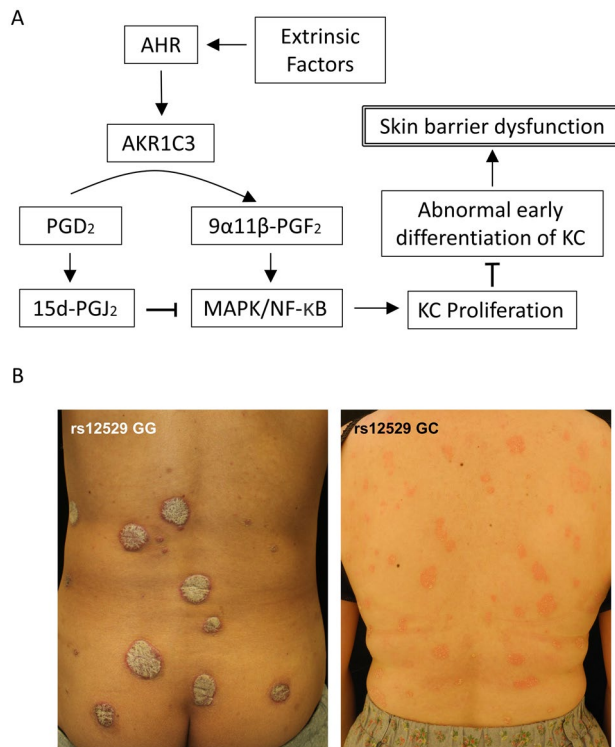 A
AHR
Extrinsic
Factors
AKR1C3
Skin barrier dysfunction
PGD₂
9α11β-PGF₂
Abnormal early
differentiation of KC
15d-PGJ₂
MAPK/NF-κB
KC Proliferation
B
rs12529 GG
rs12529 GC